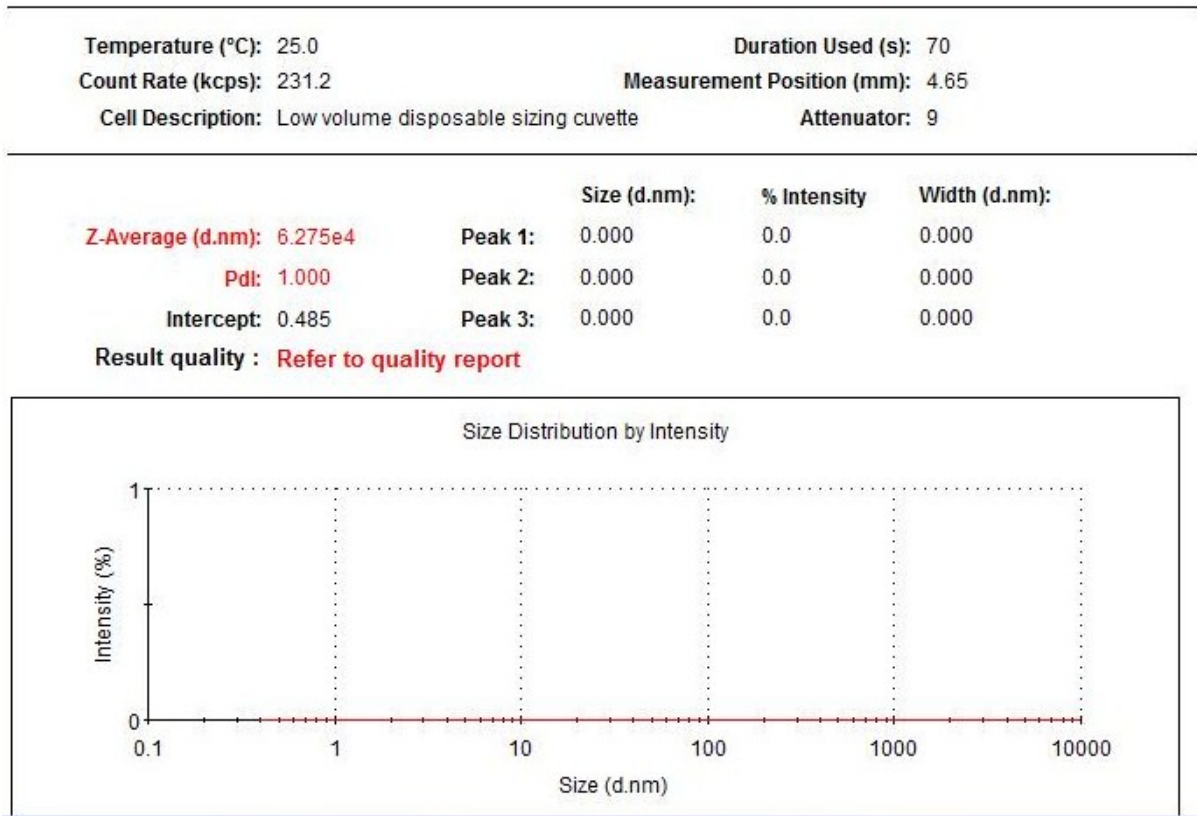 Temperature (ºC): 25.0 Duration Used (s): 70
Count Rate (kcps): 231.2 Measurement Position (mm): 4.65
Cell Description: Low volume disposable sizing cuvette Attenuator: 9
Size (d.nm): % Intensity Width (d.nm):
Z-Average (d.nm): 6.275e4 Peak 1: 0.000 0.0 0.000
PdI: 1.000 Peak 2: 0.000 0.0 0.000
Intercept: 0.485 Peak 3: 0.000 0.0 0.000
Result quality : Refer to quality report
Size Distribution by Intensity
1
Intensity (%)
0
0.1 1 10 100 1000 10000
Size (d.nm)